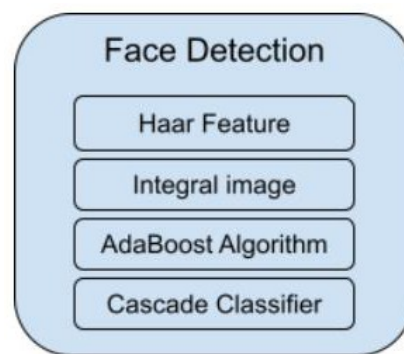 Face Detection
Haar Feature
Integral image
AdaBoost Algorithm
Cascade Classifier